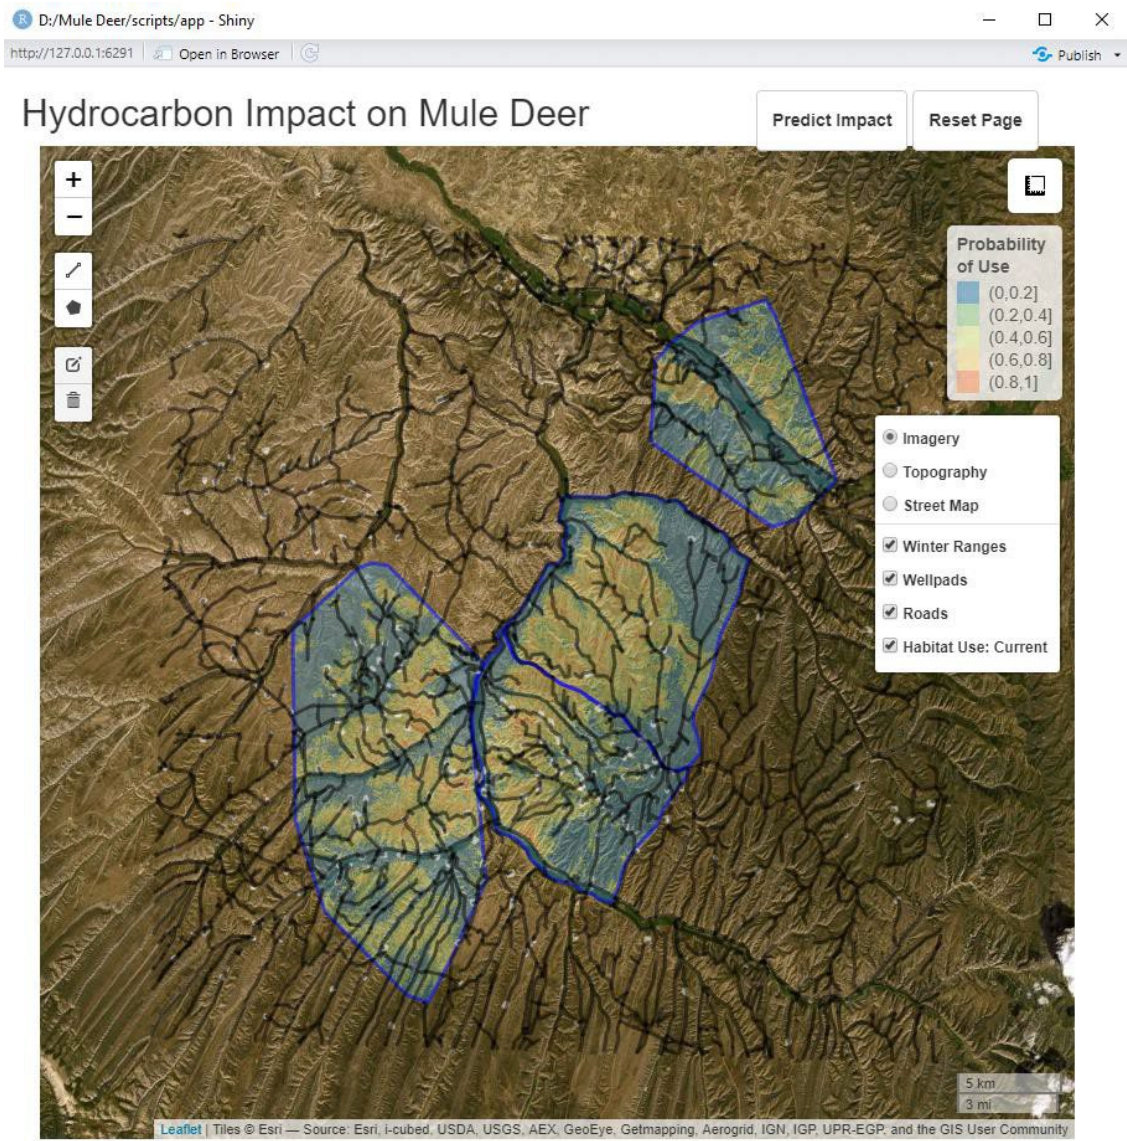 R D:/Mule Deer/scripts/app - Shiny
http://127.0.0.1:6291 Open in Browser Publish
Hydrocarbon Impact on Mule Deer
Predict Impact Reset Page
+
−
Probability
of Use
(0,0.2]
(0.2,0.4]
(0.4,0.6]
(0.6,0.8]
(0.8,1]
Imagery
Topography
Street Map
Winter Ranges
Wellpads
Roads
Habitat Use: Current
5 km
3 mi
Leaflet | Tiles © Esri — Source: Esri, i-cubed, USDA, USGS, AEX, GeoEye, Getmapping, Aerogrid, IGN, IGP, UPR-EGP, and the GIS User Community